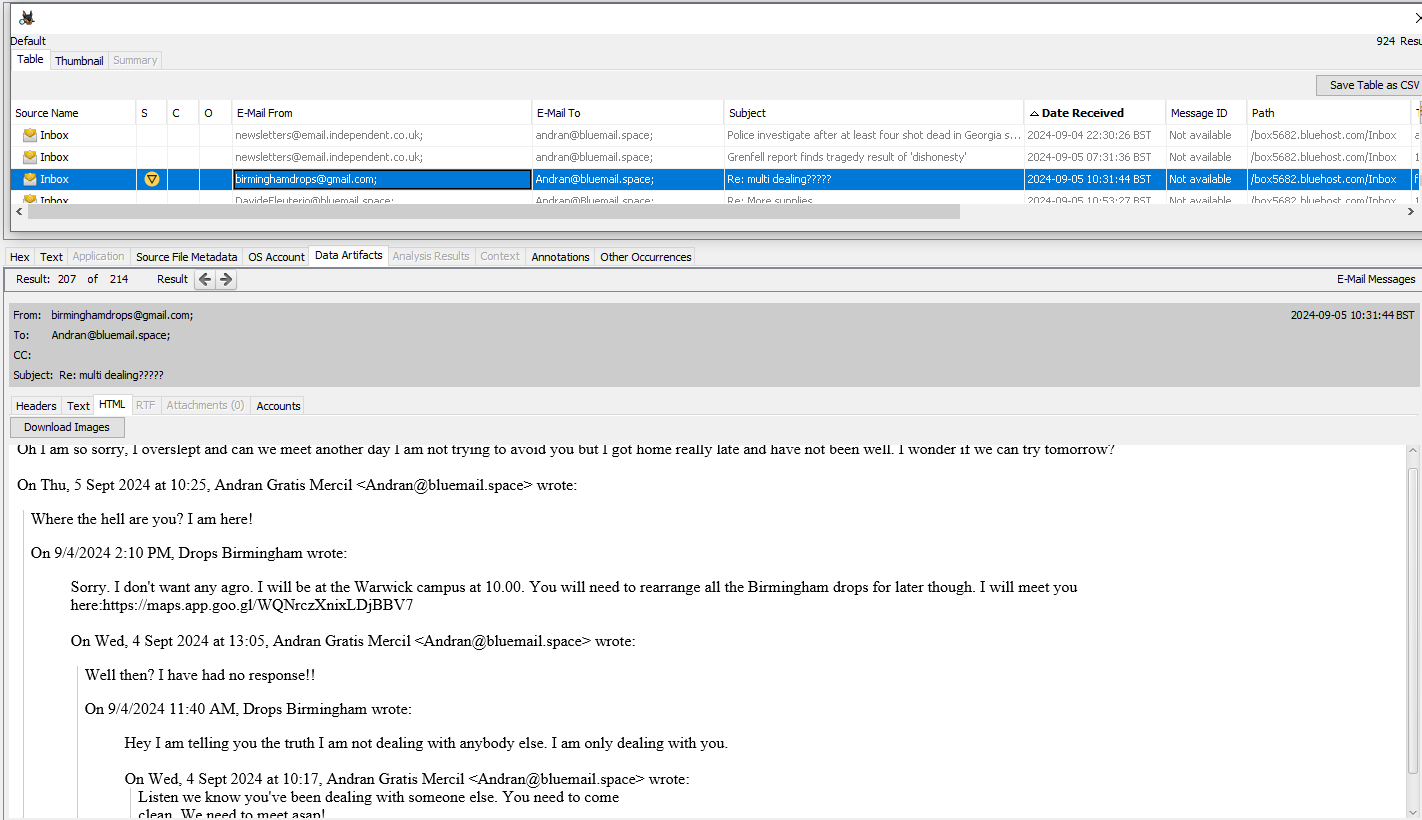 Default
924 Resu
Table Thumbnail Summary
Save Table as CSV
Source Name S C O E-Mail From E-Mail To Subject Date Received Message ID Path
Inbox newsletters@email.independent.co.uk; andran@bluemail.space; Police investigate after at least four shot dead in Georgia s... 2024-09-04 22:30:26 BST Not available /box5682.bluehost.com/Inbox
Inbox newsletters@email.independent.co.uk; andran@bluemail.space; Grenfell report finds tragedy result of 'dishonesty' 2024-09-05 07:31:36 BST Not available /box5682.bluehost.com/Inbox
Inbox birminghamdrops@gmail.com; Andran@bluemail.space; Re: multi dealing????? 2024-09-05 10:31:44 BST Not available /box5682.bluehost.com/Inbox
Inbox DavideEleuterio@bluemail.space; Andran@Bluemail.space; Re: More supplies 2024-09-05 10:53:27 BST Not available /box5682.bluehost.com/Inbox
Hex Text Application Source File Metadata OS Account Data Artifacts Analysis Results Context Annotations Other Occurrences
Result: 207 of 214 Result E-Mail Messages
From: birminghamdrops@gmail.com; 2024-09-05 10:31:44 BST
To: Andran@bluemail.space;
CC:
Subject: Re: multi dealing?????
Headers Text HTML RTF Attachments (0) Accounts
Download Images
Oh I am so sorry, I overslept and can we meet another day I am not trying to avoid you but I got home really late and have not been well. I wonder if we can try tomorrow?
On Thu, 5 Sept 2024 at 10:25, Andran Gratis Mercil <Andran@bluemail.space> wrote:
Where the hell are you? I am here!
On 9/4/2024 2:10 PM, Drops Birmingham wrote:
Sorry. I don't want any agro. I will be at the Warwick campus at 10.00. You will need to rearrange all the Birmingham drops for later though. I will meet you
here:https://maps.app.goo.gl/WQNrczXnixLDjBBV7
On Wed, 4 Sept 2024 at 13:05, Andran Gratis Mercil <Andran@bluemail.space> wrote:
Well then? I have had no response!!
On 9/4/2024 11:40 AM, Drops Birmingham wrote:
Hey I am telling you the truth I am not dealing with anybody else. I am only dealing with you.
On Wed, 4 Sept 2024 at 10:17, Andran Gratis Mercil <Andran@bluemail.space> wrote:
Listen we know you've been dealing with someone else. You need to come
clean. We need to meet asap!